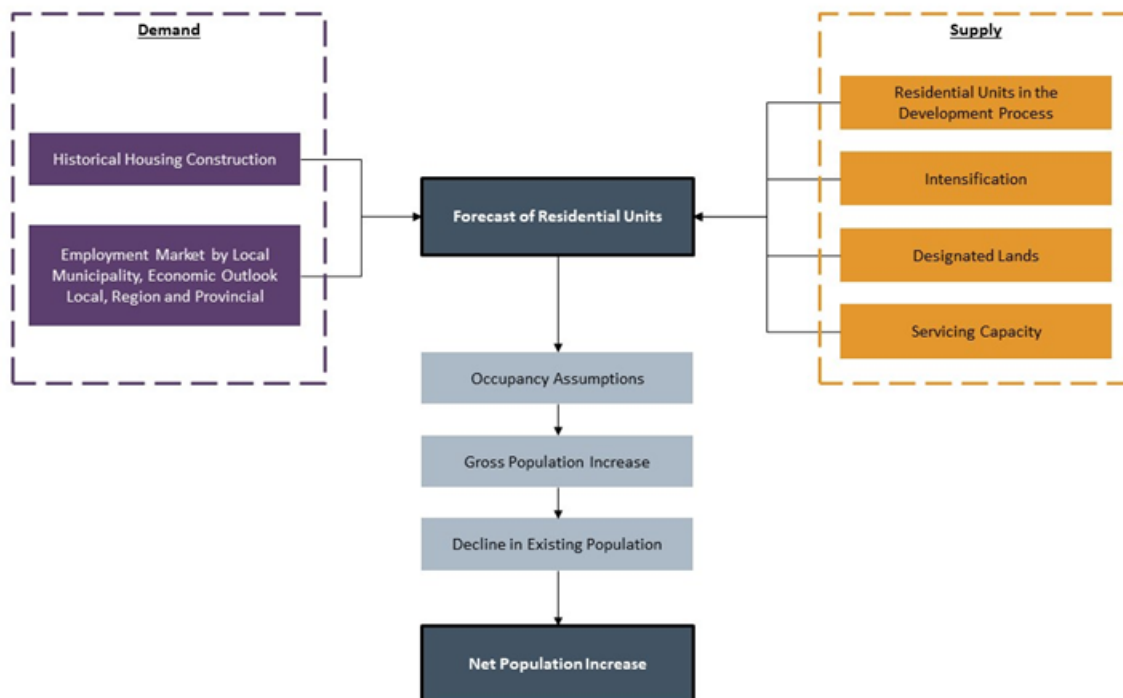 Demand
Historical Housing Construction
Employment Market by Local
Municipality, Economic Outlook
Local, Region and Provincial
Supply
Residential Units in the
Development Process
Intensification
Designated Lands
Servicing Capacity
Forecast of Residential Units
Occupancy Assumptions
Gross Population Increase
Decline in Existing Population
Net Population Increase